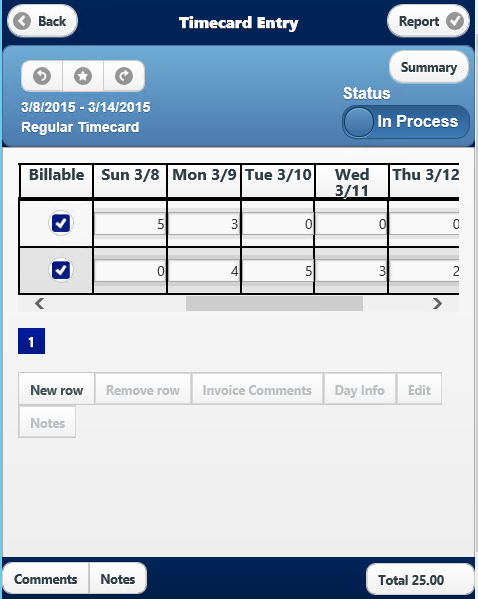 Back
Timecard Entry
Report
Summary
3/8/2015 - 3/14/2015
Regular Timecard
Status
In Process
Billable Sun 3/8 Mon 3/9 Tue 3/10 Wed 3/11 Thu 3/12
5 3 0 0 0
0 4 5 3 2
1
New row Remove row Invoice Comments Day Info Edit
Notes
Comments Notes Total 25.00